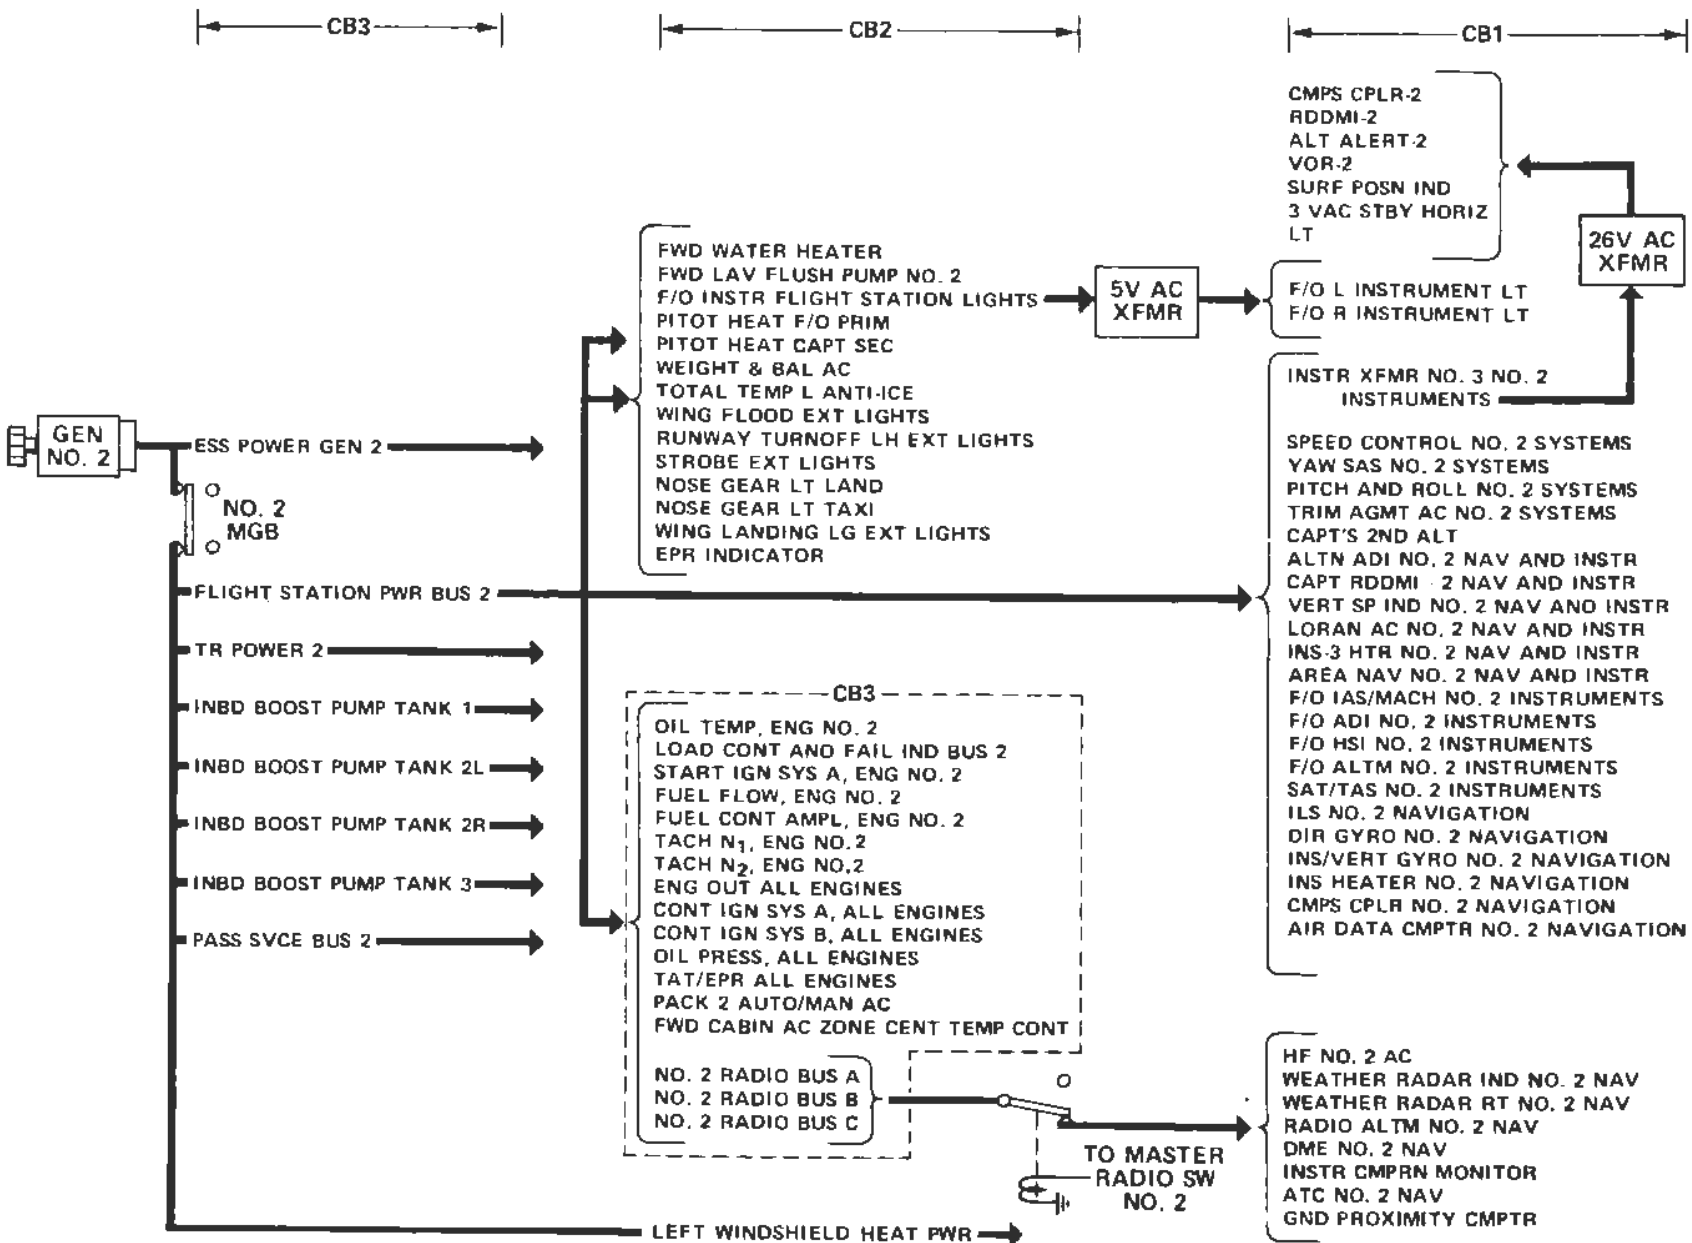 CB3
CB2
CB1
CMPS CPLR-2
RDDMI-2
ALT ALERT-2
VOR-2
SURF POSN IND
3 VAC STBY HORIZ
LT
26V AC
XFMR
FWD WATER HEATER
FWD LAV FLUSH PUMP NO. 2
F/O INSTR FLIGHT STATION LIGHTS
PITOT HEAT F/O PRIM
PITOT HEAT CAPT SEC
WEIGHT & BAL AC
TOTAL TEMP L ANTI-ICE
WING FLOOD EXT LIGHTS
RUNWAY TURNOFF LH EXT LIGHTS
STROBE EXT LIGHTS
NOSE GEAR LT LAND
NOSE GEAR LT TAXI
WING LANDING LG EXT LIGHTS
EPR INDICATOR
5V AC
XFMR
F/O L INSTRUMENT LT
F/O R INSTRUMENT LT
INSTR XFMR NO. 3 NO. 2
INSTRUMENTS
SPEED CONTROL NO. 2 SYSTEMS
YAW SAS NO. 2 SYSTEMS
PITCH AND ROLL NO. 2 SYSTEMS
TRIM AGMT AC NO. 2 SYSTEMS
CAPT'S 2ND ALT
ALTN ADI NO. 2 NAV AND INSTR
CAPT RDDMI - 2 NAV AND INSTR
VERT SP IND NO. 2 NAV AND INSTR
LORAN AC NO. 2 NAV AND INSTR
INS-3 HTR NO. 2 NAV AND INSTR
AREA NAV NO. 2 NAV AND INSTR
F/O IAS/MACH NO. 2 INSTRUMENTS
F/O ADI NO. 2 INSTRUMENTS
F/O HSI NO. 2 INSTRUMENTS
F/O ALTM NO. 2 INSTRUMENTS
SAT/TAS NO. 2 INSTRUMENTS
ILS NO. 2 NAVIGATION
DIR GYRO NO. 2 NAVIGATION
INS/VERT GYRO NO. 2 NAVIGATION
INS HEATER NO. 2 NAVIGATION
CMPS CPLR NO. 2 NAVIGATION
AIR DATA CMPTR NO. 2 NAVIGATION
GEN
NO. 2
ESS POWER GEN 2
NO. 2
MGB
FLIGHT STATION PWR BUS 2
TR POWER 2
INBD BOOST PUMP TANK 1
INBD BOOST PUMP TANK 2L
INBD BOOST PUMP TANK 2R
INBD BOOST PUMP TANK 3
PASS SVCE BUS 2
CB3
OIL TEMP, ENG NO. 2
LOAD CONT AND FAIL IND BUS 2
START IGN SYS A, ENG NO. 2
FUEL FLOW, ENG NO. 2
FUEL CONT AMPL, ENG NO. 2
TACH N1, ENG NO. 2
TACH N2, ENG NO. 2
ENG OUT ALL ENGINES
CONT IGN SYS A, ALL ENGINES
CONT IGN SYS B, ALL ENGINES
OIL PRESS, ALL ENGINES
TAT/EPR ALL ENGINES
PACK 2 AUTO/MAN AC
FWD CABIN AC ZONE CENT TEMP CONT
NO. 2 RADIO BUS A
NO. 2 RADIO BUS B
NO. 2 RADIO BUS C
TO MASTER
RADIO SW
NO. 2
HF NO. 2 AC
WEATHER RADAR IND NO. 2 NAV
WEATHER RADAR RT NO. 2 NAV
RADIO ALTM NO. 2 NAV
DME NO. 2 NAV
INSTR CMPRN MONITOR
ATC NO. 2 NAV
GND PROXIMITY CMPTR
LEFT WINDSHIELD HEAT PWR